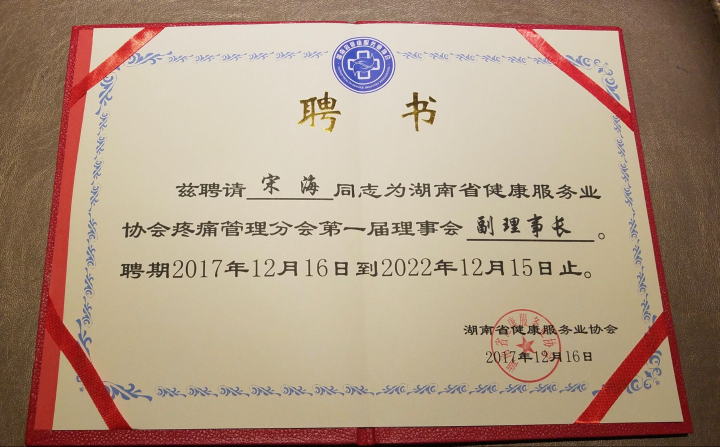 聘 书
兹聘请 宋 海 同志为湖南省健康服务业
协会疼痛管理分会第一届理事会 副理事长 。
聘期2017年12月16日到2022年12月15日止。
湖南省健康服务业协会
2017年12月16日